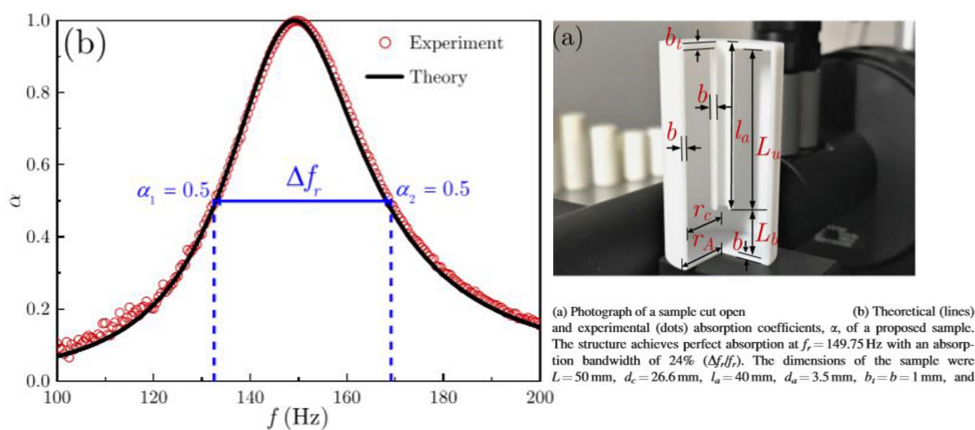 (b)
Experiment
Theory
1.0
0.8
0.6
0.4
0.2
0.0
α
α₁ = 0.5
Δfᵣ
α₂ = 0.5
100 120 140 160 180 200
f (Hz)
(a)
bₜ
b
b
lₐ
Lᵤ
r_c
r_A
b
L_b
(a) Photograph of a sample cut open (b) Theoretical (lines)
and experimental (dots) absorption coefficients, α, of a proposed sample.
The structure achieves perfect absorption at fᵣ = 149.75 Hz with an absorp-
tion bandwidth of 24% (Δfᵣ/fᵣ). The dimensions of the sample were
L = 50 mm, d_c = 26.6 mm, lₐ = 40 mm, dₐ = 3.5 mm, bₜ = b = 1 mm, and